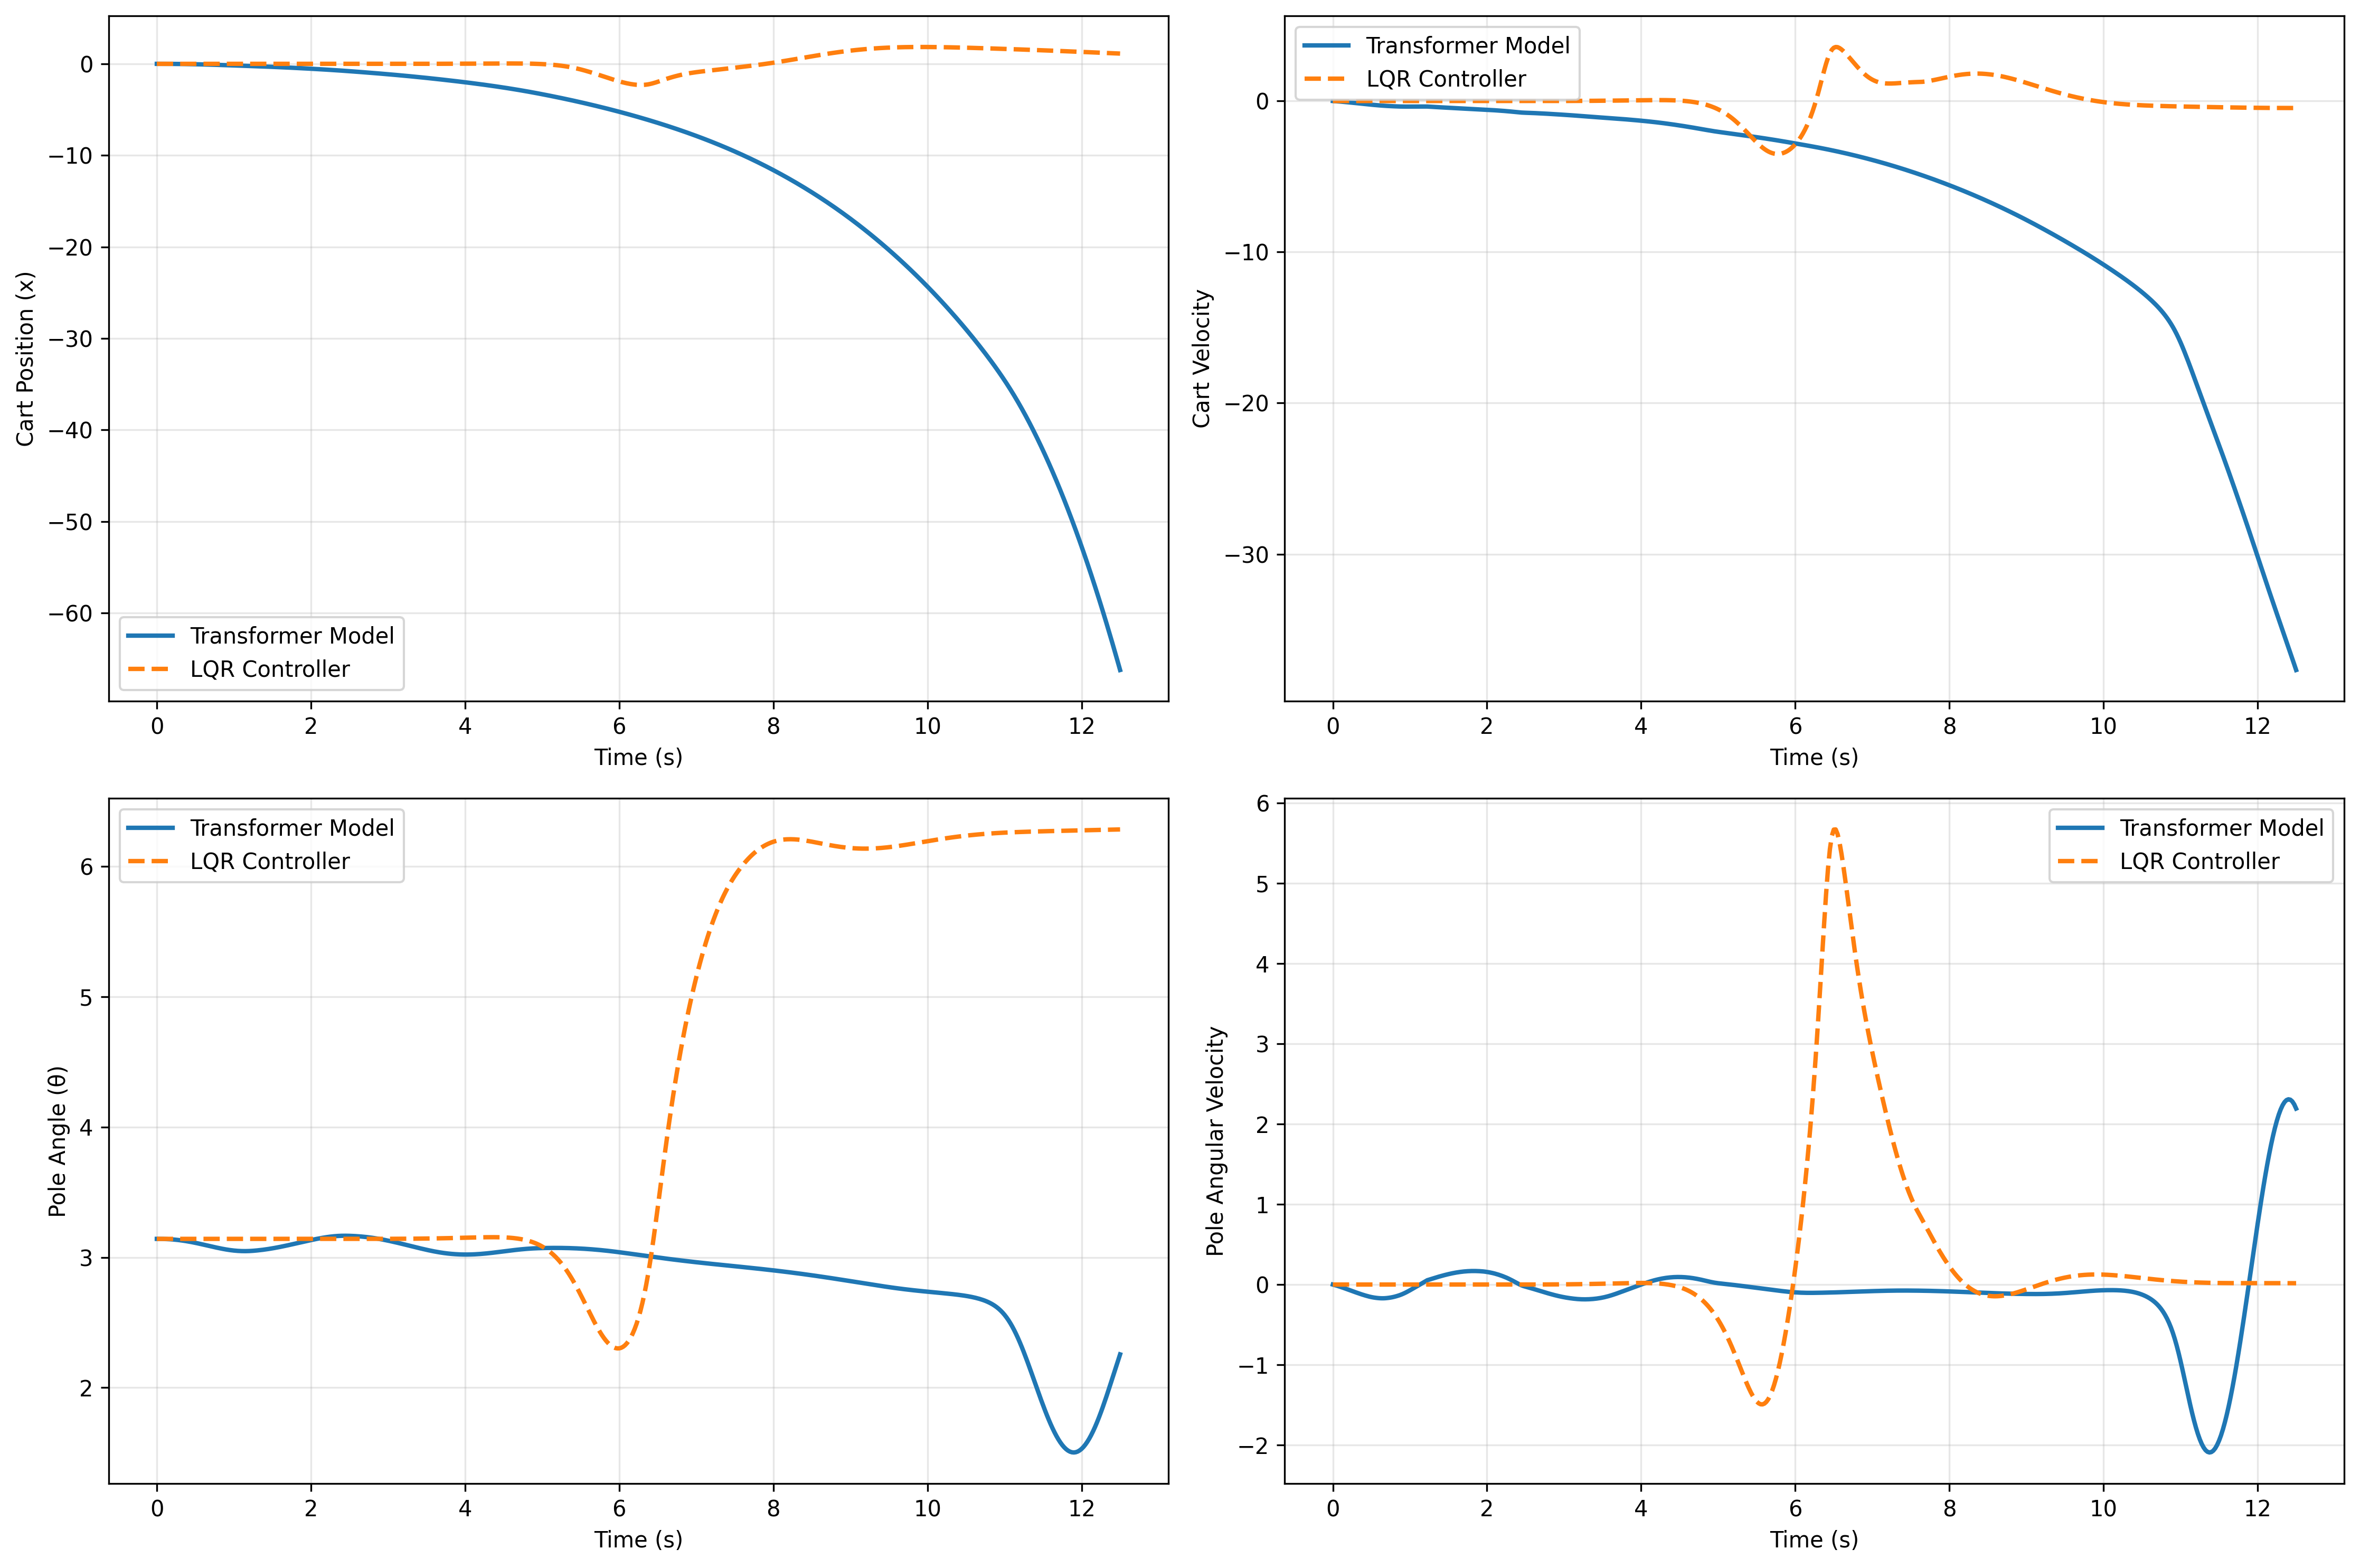 0
−10
−20
−30
−40
−50
−60
Cart Position (x)
Transformer Model
LQR Controller
0 2 4 6 8 10 12
Time (s)
0
−10
−20
−30
Cart Velocity
Transformer Model
LQR Controller
0 2 4 6 8 10 12
Time (s)
6
5
4
3
2
Pole Angle (θ)
Transformer Model
LQR Controller
0 2 4 6 8 10 12
Time (s)
6
5
4
3
2
1
0
−1
−2
Pole Angular Velocity
Transformer Model
LQR Controller
0 2 4 6 8 10 12
Time (s)